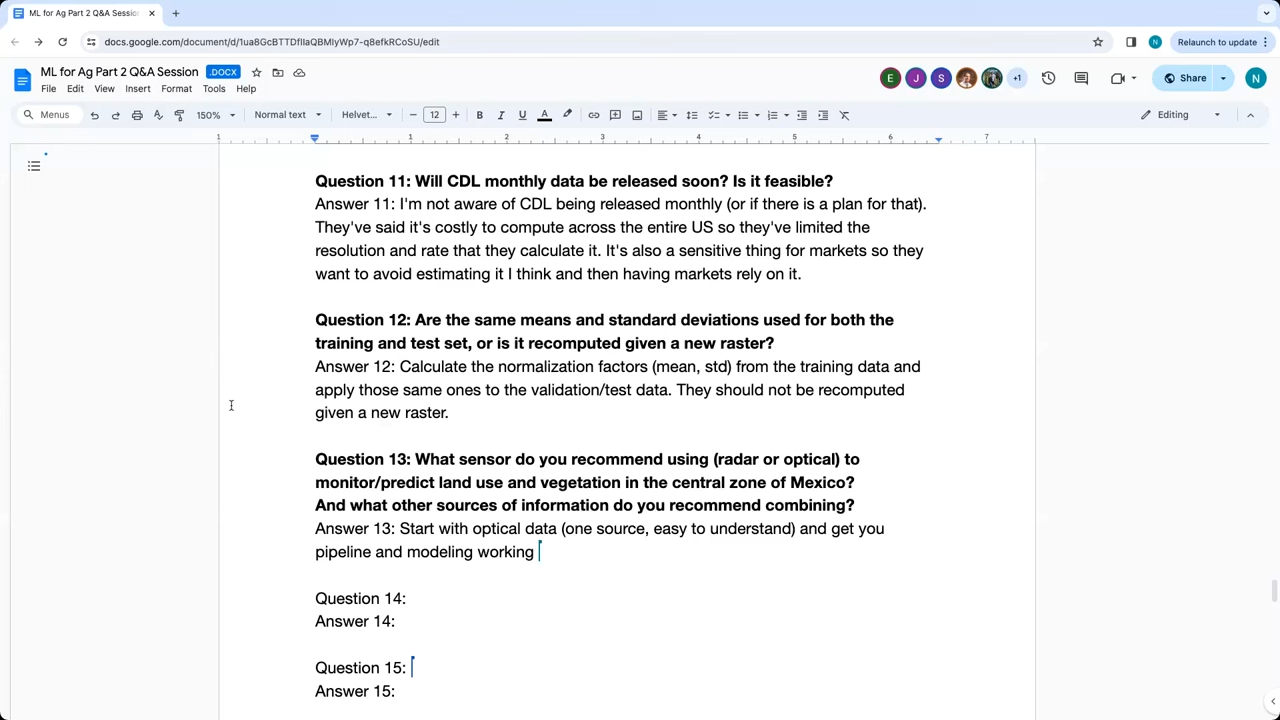 ML for Ag Part 2 Q&A Sessio
docs.google.com/document/d/1ua8GcBTTDfIIaQBMIyWp7-q8efkRCoSU/edit
N
Relaunch to update
ML for Ag Part 2 Q&A Session
.DOCX
File Edit View Insert Format Tools Help
E J S +1
Share
N
Menus
150%
Normal text
Helvet...
12
B I U A
Editing
1 1 2 3 4 5 6 7
Question 11: Will CDL monthly data be released soon? Is it feasible?
Answer 11: I'm not aware of CDL being released monthly (or if there is a plan for that).
They've said it's costly to compute across the entire US so they've limited the
resolution and rate that they calculate it. It's also a sensitive thing for markets so they
want to avoid estimating it I think and then having markets rely on it.
Question 12: Are the same means and standard deviations used for both the
training and test set, or is it recomputed given a new raster?
Answer 12: Calculate the normalization factors (mean, std) from the training data and
apply those same ones to the validation/test data. They should not be recomputed
given a new raster.
Question 13: What sensor do you recommend using (radar or optical) to
monitor/predict land use and vegetation in the central zone of Mexico?
And what other sources of information do you recommend combining?
Answer 13: Start with optical data (one source, easy to understand) and get you
pipeline and modeling working
Question 14:
Answer 14:
Question 15:
Answer 15: